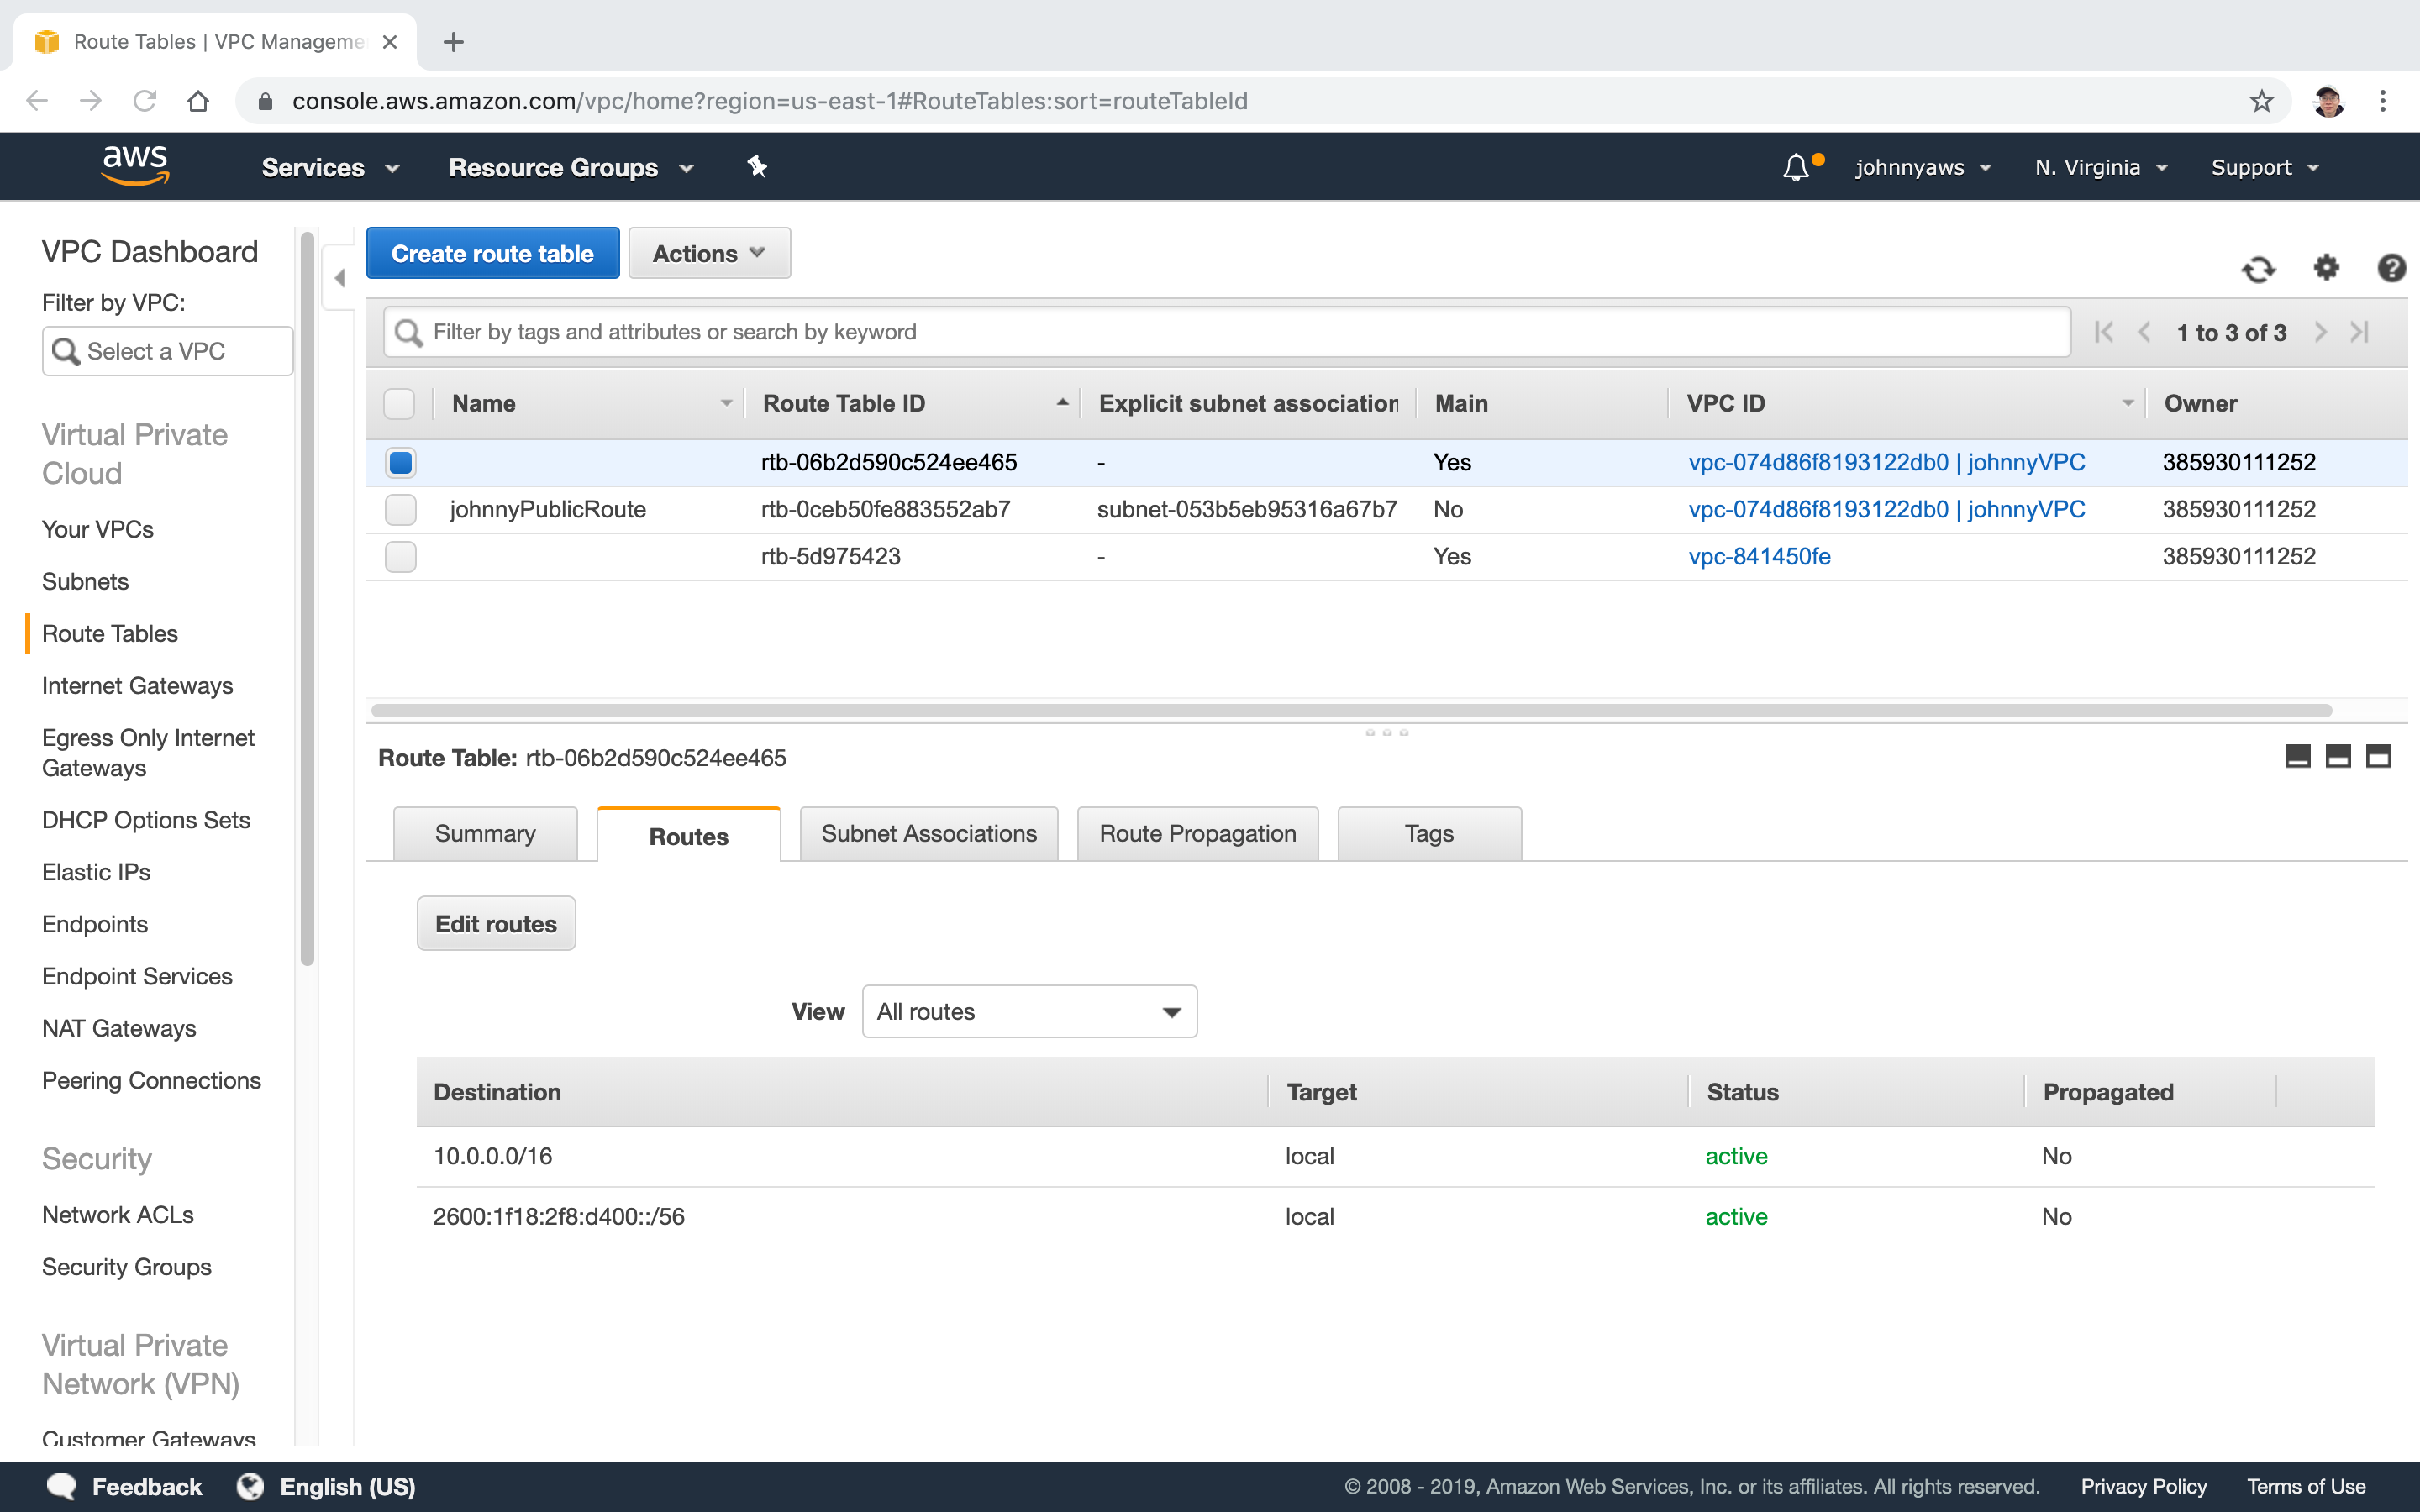 Route Tables | VPC Manageme
console.aws.amazon.com/vpc/home?region=us-east-1#RouteTables:sort=routeTableId
aws
Services
Resource Groups
johnnyaws
N. Virginia
Support
VPC Dashboard
Filter by VPC:
Select a VPC
Virtual Private
Cloud
Your VPCs
Subnets
Route Tables
Internet Gateways
Egress Only Internet
Gateways
DHCP Options Sets
Elastic IPs
Endpoints
Endpoint Services
NAT Gateways
Peering Connections
Security
Network ACLs
Security Groups
Virtual Private
Network (VPN)
Customer Gateways
Create route table
Actions
Filter by tags and attributes or search by keyword
1 to 3 of 3
Name Route Table ID Explicit subnet association Main VPC ID Owner
rtb-06b2d590c524ee465 - Yes vpc-074d86f8193122db0 | johnnyVPC 385930111252
johnnyPublicRoute rtb-0ceb50fe883552ab7 subnet-053b5eb95316a67b7 No vpc-074d86f8193122db0 | johnnyVPC 385930111252
rtb-5d975423 - Yes vpc-841450fe 385930111252
Route Table: rtb-06b2d590c524ee465
Summary Routes Subnet Associations Route Propagation Tags
Edit routes
View All routes
Destination Target Status Propagated
10.0.0.0/16 local active No
2600:1f18:2f8:d400::/56 local active No
Feedback
English (US)
© 2008 - 2019, Amazon Web Services, Inc. or its affiliates. All rights reserved.
Privacy Policy
Terms of Use